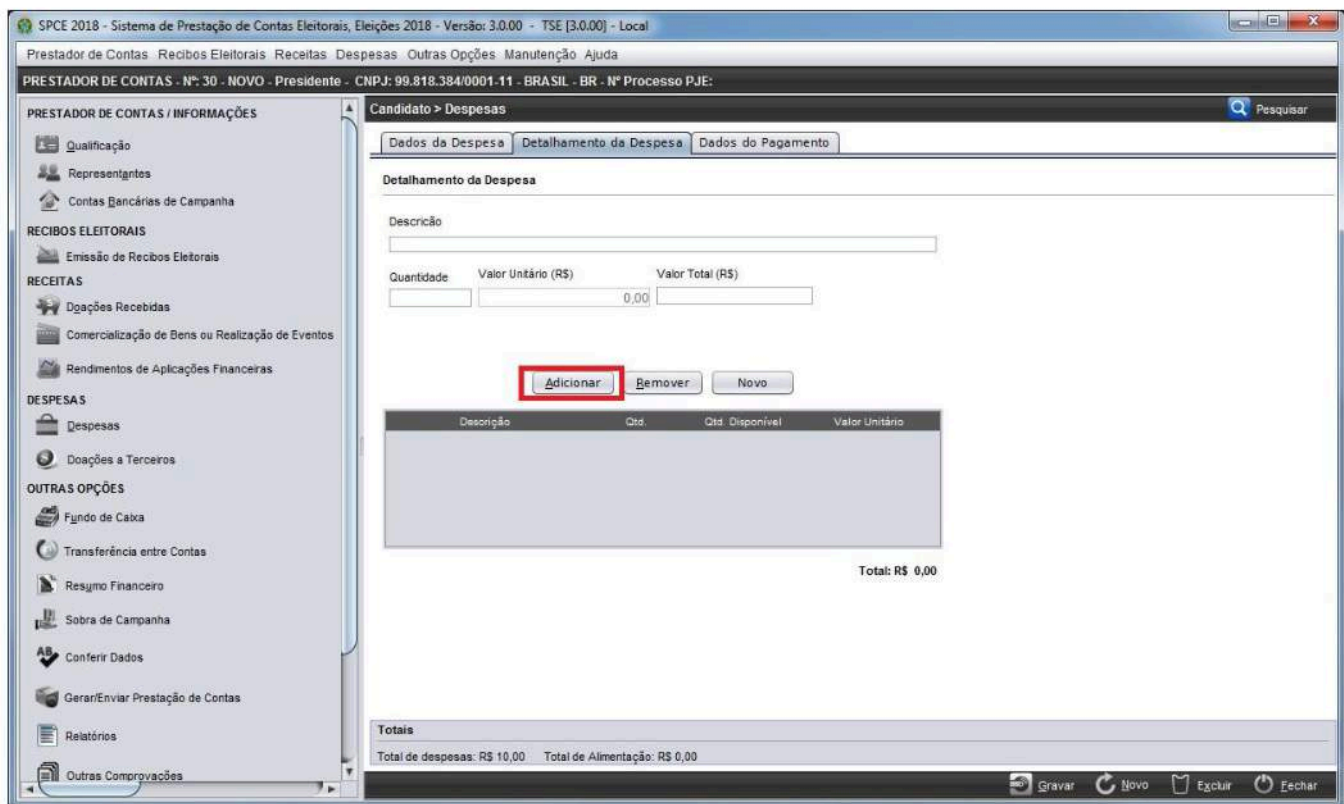 SPCE 2018 - Sistema de Prestação de Contas Eleitorais, Eleições 2018 - Versão: 3.0.00 - TSE [3.0.00] - Local
Prestador de Contas Recibos Eleitorais Receitas Despesas Outras Opções Manutenção Ajuda
PRESTADOR DE CONTAS - Nº: 30 - NOVO - Presidente - CNPJ: 99.818.384/0001-11 - BRASIL - BR - Nº Processo PJE:
PRESTADOR DE CONTAS / INFORMAÇÕES
Qualificação
Representantes
Contas Bancárias de Campanha
RECIBOS ELEITORAIS
Emissão de Recibos Eleitorais
RECEITAS
Doações Recebidas
Comercialização de Bens ou Realização de Eventos
Rendimentos de Aplicações Financeiras
DESPESAS
Despesas
Doações a Terceiros
OUTRAS OPÇÕES
Fundo de Caixa
Transferência entre Contas
Resumo Financeiro
Sobra de Campanha
Conferir Dados
Gerar/Enviar Prestação de Contas
Relatórios
Outras Comprovações
Candidato > Despesas
Pesquisar
Dados da Despesa Detalhamento da Despesa Dados do Pagamento
Detalhamento da Despesa
Descricão
Quantidade Valor Unitário (R$) Valor Total (R$)
0,00
Adicionar Remover Novo
Descrição Qtd. Qtd. Disponível Valor Unitário
Total: R$ 0,00
Totais
Total de despesas: R$ 10,00 Total de Alimentação: R$ 0,00
Gravar Novo Excluir Fechar